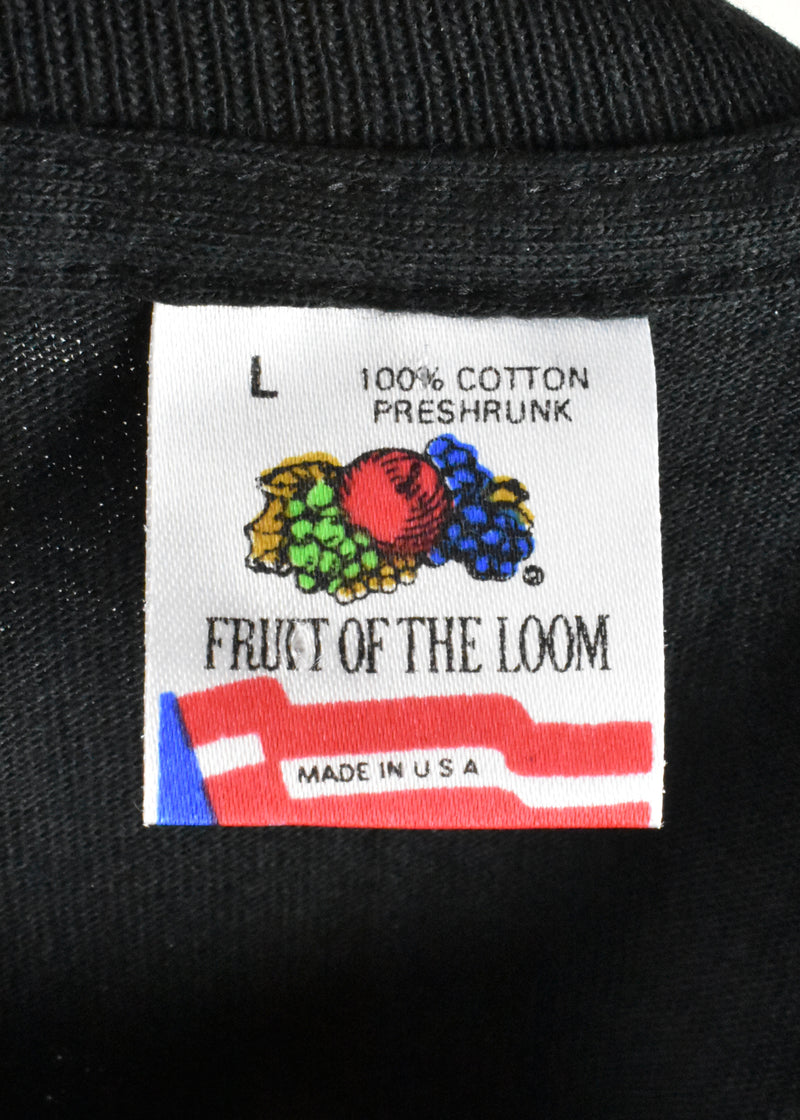 L
100% COTTON
PRESHRUNK
®
FRUIT OF THE LOOM
MADE IN U S A